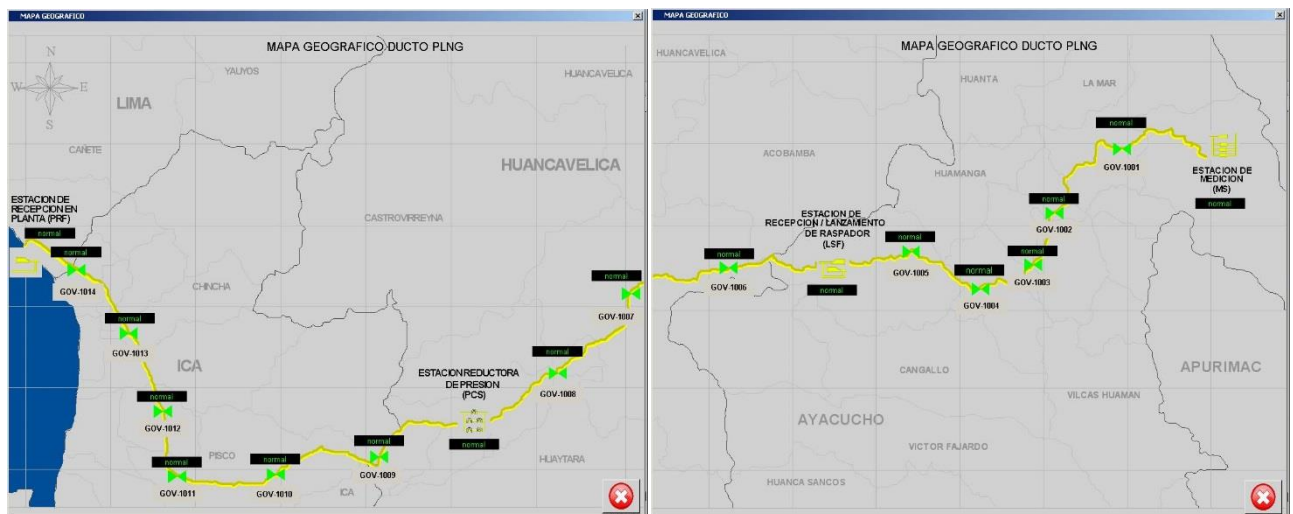 MAPA GEOGRAFICO
MAPA GEOGRAFICO DUCTO PLNG
N
W
E
S
YAUYOS
HUANCAVELICA
LIMA
CAÑETE
HUANCAVELICA
ESTACION DE
RECEPCION EN
PLANTA (PRF)
normal
CASTROVIRREYNA
normal
GOV-1014
CHINCHA
normal
GOV-1007
normal
GOV-1013
ICA
normal
GOV-1008
ESTACION REDUCTORA
DE PRESION
(PCS)
normal
normal
GOV-1012
normal
GOV-1009
PISCO
HUAYTARA
normal
GOV-1011
normal
GOV-1010
ICA
MAPA GEOGRAFICO
MAPA GEOGRAFICO DUCTO PLNG
HUANCAVELICA
HUANTA
LA MAR
normal
GOV-1001
ACOBAMBA
HUAMANGA
ESTACION DE
MEDICION
(MS)
normal
normal
GOV-1002
ESTACION DE
RECEPCION / LANZAMIENTO
DE RASPADOR
(LSF)
normal
normal
GOV-1006
normal
GOV-1005
normal
GOV-1004
normal
GOV-1003
CANGALLO
APURIMAC
VILCAS HUAMAN
AYACUCHO
VICTOR FAJARDO
HUANCA SANCOS